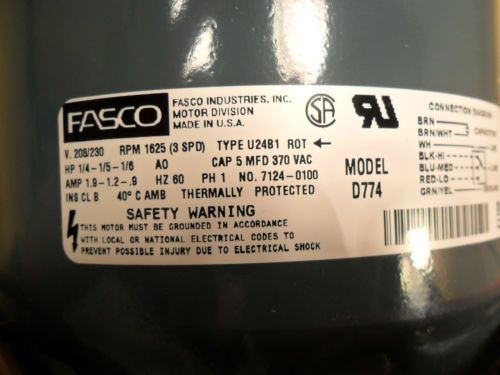 FASCO
FASCO INDUSTRIES, INC.
MOTOR DIVISION
MADE IN U.S.A.
V. 208/230 RPM 1625 (3 SPD) TYPE U24B1 ROT ←
HP 1/4-1/5-1/6 AO CAP 5 MFD 370 VAC
AMP 1.9-1.2-.9 HZ 60 PH 1 NO. 7124-0100
INS CL B 40°C AMB THERMALLY PROTECTED
MODEL
D774
SAFETY WARNING
THIS MOTOR MUST BE GROUNDED IN ACCORDANCE
WITH LOCAL OR NATIONAL ELECTRICAL CODES TO
PREVENT POSSIBLE INJURY DUE TO ELECTRICAL SHOCK
CONNECTION DIAGRAM
BRN
BRN/WHT
WH
BLK-HI
BLU-MED
RED-LO
GRN/YEL